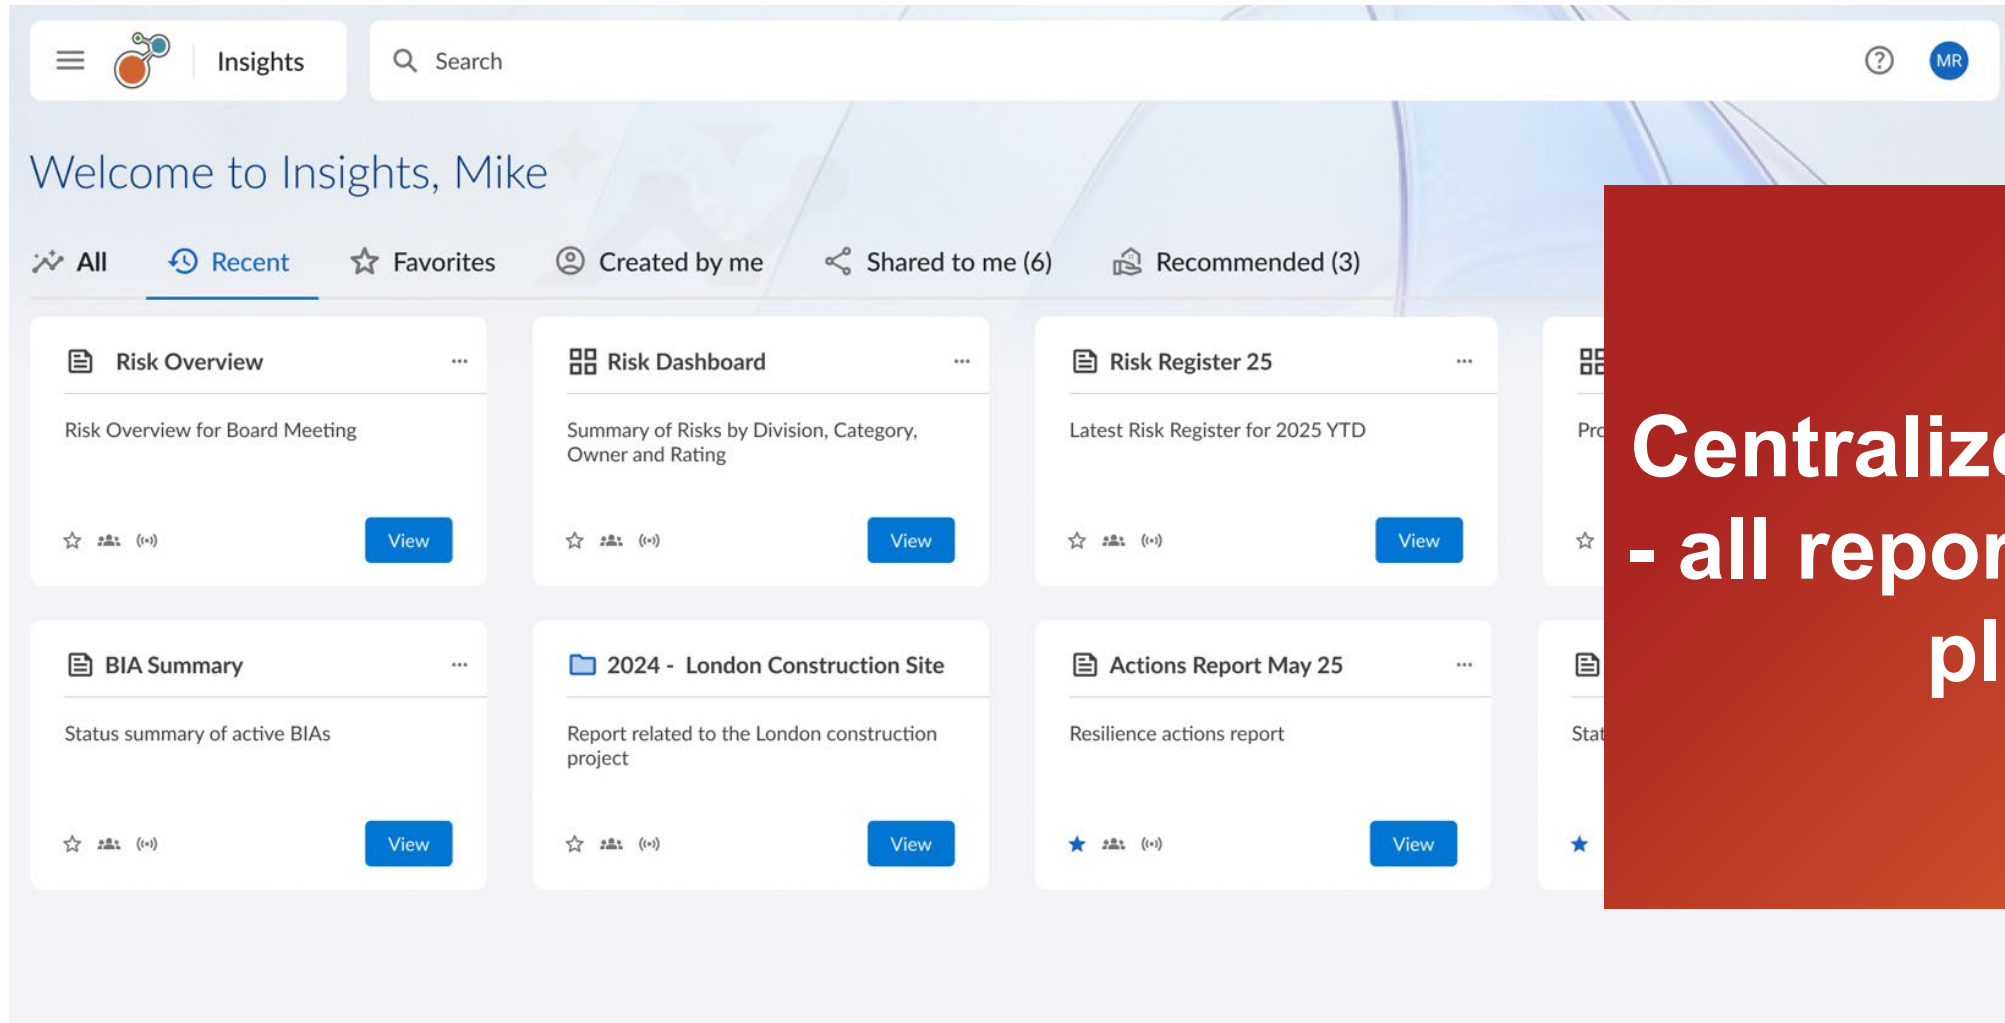 Insights
Search
MR
Welcome to Insights, Mike
All
Recent
Favorites
Created by me
Shared to me (6)
Recommended (3)
Risk Overview
Risk Overview for Board Meeting
View
Risk Dashboard
Summary of Risks by Division, Category,
Owner and Rating
View
Risk Register 25
Latest Risk Register for 2025 YTD
View
BIA Summary
Status summary of active BIAs
View
2024 - London Construction Site
Report related to the London construction
project
View
Actions Report May 25
Resilience actions report
View
- all